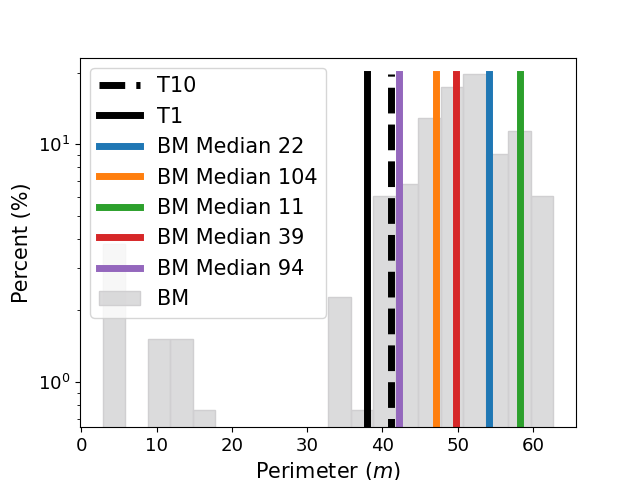 T10
T1
BM Median 22
BM Median 104
BM Median 11
BM Median 39
BM Median 94
BM
Percent (%)
10¹
10⁰
0 10 20 30 40 50 60
Perimeter (m)